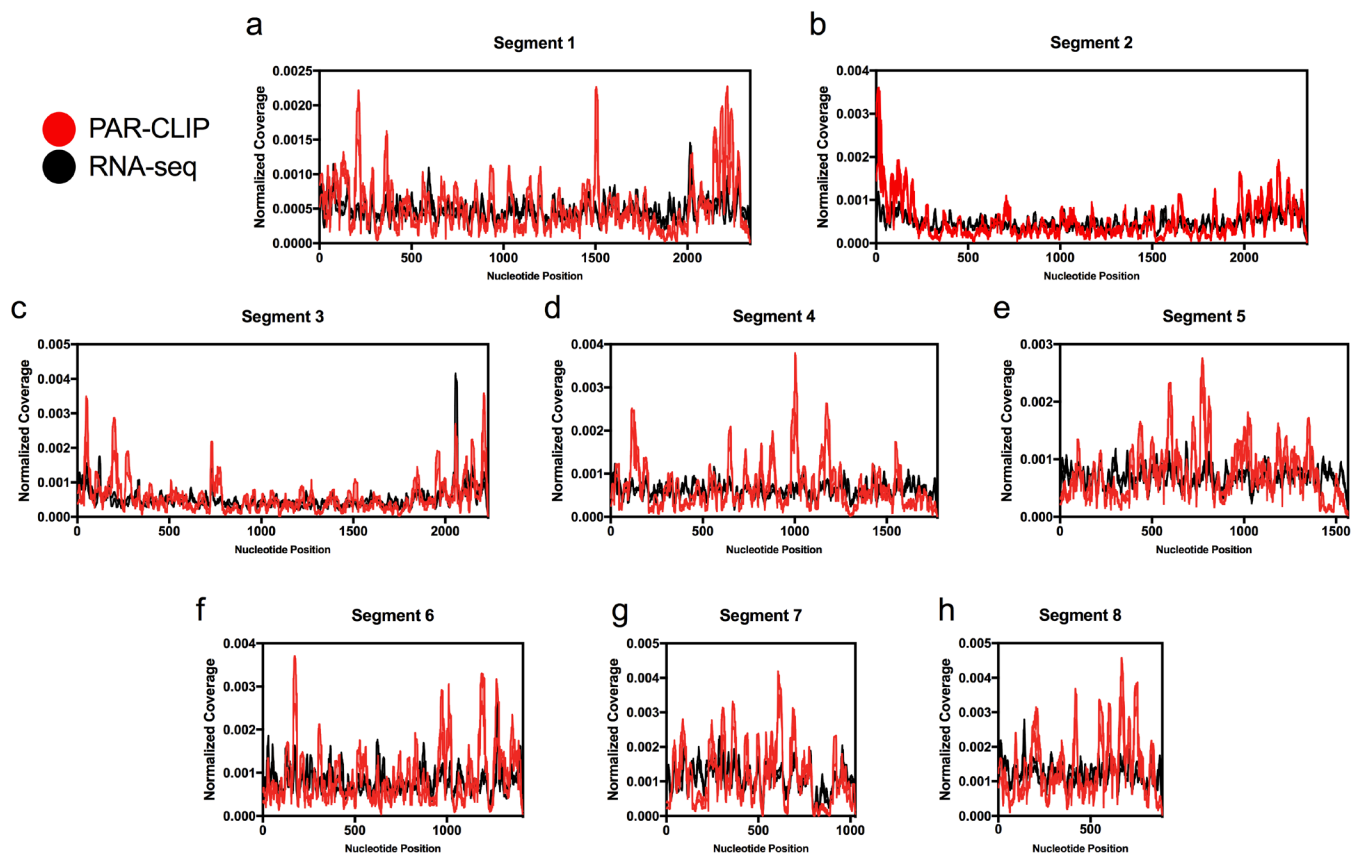 a
Segment 1
b
Segment 2
PAR-CLIP
RNA-seq
Normalized Coverage
0.0025
0.0020
0.0015
0.0010
0.0005
0.0000
0 500 1000 1500 2000
Nucleotide Position
Normalized Coverage
0.004
0.003
0.002
0.001
0.000
0 500 1000 1500 2000
Nucleotide Position
c
Segment 3
Normalized Coverage
0.005
0.004
0.003
0.002
0.001
0.000
0 500 1000 1500 2000
Nucleotide Position
d
Segment 4
Normalized Coverage
0.004
0.003
0.002
0.001
0.000
0 500 1000 1500
Nucleotide Position
e
Segment 5
Normalized Coverage
0.003
0.002
0.001
0.000
0 500 1000 1500
Nucleotide Position
f
Segment 6
Normalized Coverage
0.004
0.003
0.002
0.001
0.000
0 500 1000
Nucleotide Position
g
Segment 7
Normalized Coverage
0.005
0.004
0.003
0.002
0.001
0.000
0 500 1000
Nucleotide Position
h
Segment 8
Normalized Coverage
0.005
0.004
0.003
0.002
0.001
0.000
0 500
Nucleotide Position